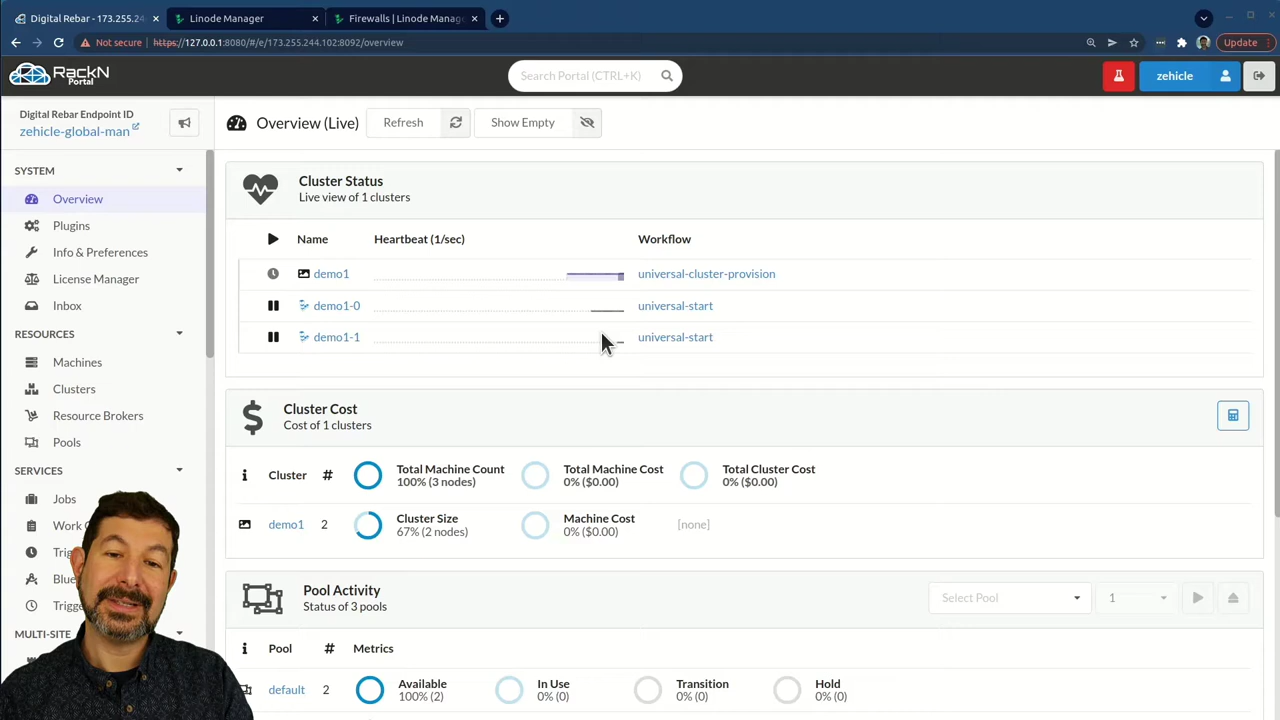 Digital Rebar - 173.255.24
Linode Manager
Firewalls | Linode Manage
Not secure
https://127.0.0.1:8080/#/e/173.255.244.102:8092/overview
Update
RackN
Portal
Search Portal (CTRL+K)
zehicle
Digital Rebar Endpoint ID
zehicle-global-man
Overview (Live)
Refresh
Show Empty
SYSTEM
Overview
Plugins
Info & Preferences
License Manager
Inbox
RESOURCES
Machines
Clusters
Resource Brokers
Pools
SERVICES
Jobs
Work
Trig
Blue
Trigge
MULTI-SITE
Cluster Status
Live view of 1 clusters
Name Heartbeat (1/sec) Workflow
demo1 universal-cluster-provision
demo1-0 universal-start
demo1-1 universal-start
Cluster Cost
Cost of 1 clusters
Cluster # Total Machine Count Total Machine Cost Total Cluster Cost
100% (3 nodes) 0% ($0.00) 0% ($0.00)
demo1 2 Cluster Size Machine Cost [none]
67% (2 nodes) 0% ($0.00)
Pool Activity
Status of 3 pools
Select Pool
1
Pool # Metrics
default 2 Available In Use Transition Hold
100% (2) 0% (0) 0% (0) 0% (0)